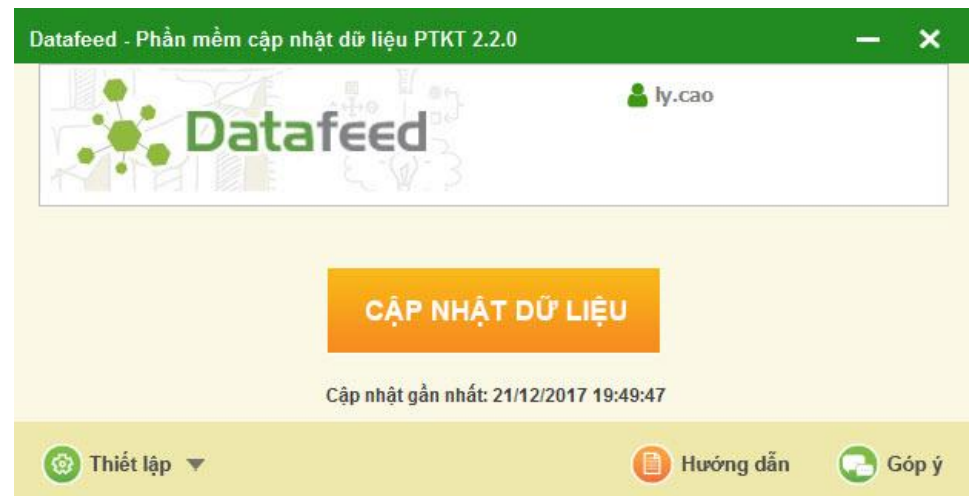 Datafeed - Phần mềm cập nhật dữ liệu PTKT 2.2.0
Datafeed
ly.cao
CẬP NHẬT DỮ LIỆU
Cập nhật gần nhất: 21/12/2017 19:49:47
Thiết lập
Hướng dẫn
Góp ý